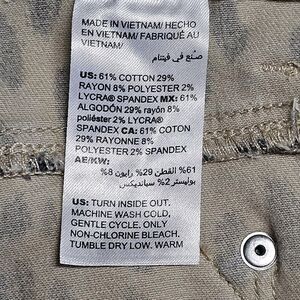 MADE IN VIETNAM/ HECHO
EN VIETNAM/ FABRIQUÉ AU
VIETNAM/
صنع في فيتنام
US: 61% COTTON 29%
RAYON 8% POLYESTER 2%
LYCRA® SPANDEX MX: 61%
ALGODÓN 29% rayón 8%
poliéster 2% LYCRA®
SPANDEX CA: 61% COTON
29% RAYONNE 8%
POLYESTER 2% SPANDEX
AE/KW:
61% القطن 29% رايون 8%
بوليستر 2% سبانديكس
US: TURN INSIDE OUT.
MACHINE WASH COLD,
GENTLE CYCLE. ONLY
NON-CHLORINE BLEACH.
TUMBLE DRY LOW. WARM